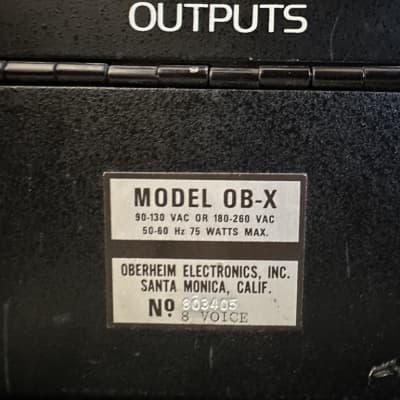 OUTPUTS
MODEL OB-X
90-130 VAC OR 180-260 VAC
50-60 Hz 75 WATTS MAX.
OBERHEIM ELECTRONICS, INC.
SANTA MONICA, CALIF.
Nº 803405
8 VOICE